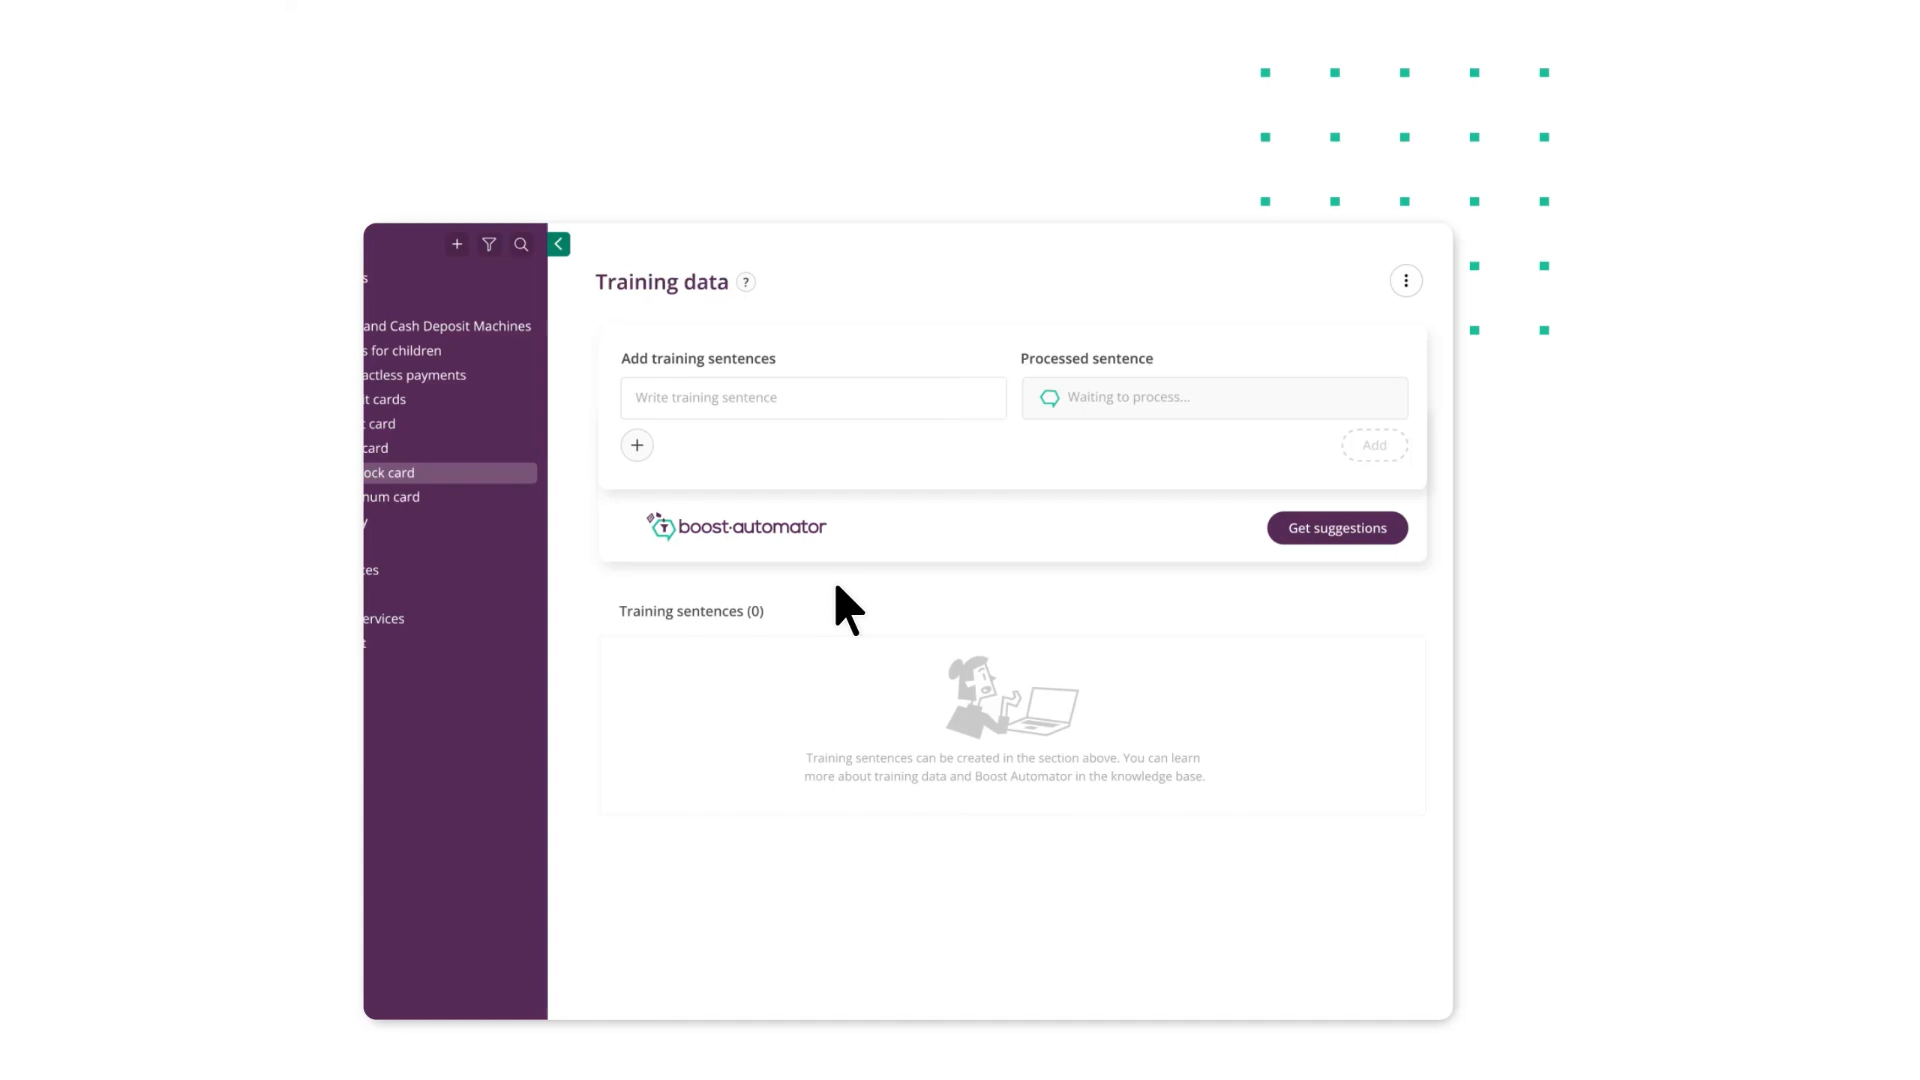 s
and Cash Deposit Machines
s for children
actless payments
it cards
t card
card
ock card
num card
y
ces
ervices
t
Training data ?
Add training sentences
Processed sentence
Write training sentence
Waiting to process...
Add
boost·automator
Get suggestions
Training sentences (0)
Training sentences can be created in the section above. You can learn
more about training data and Boost Automator in the knowledge base.